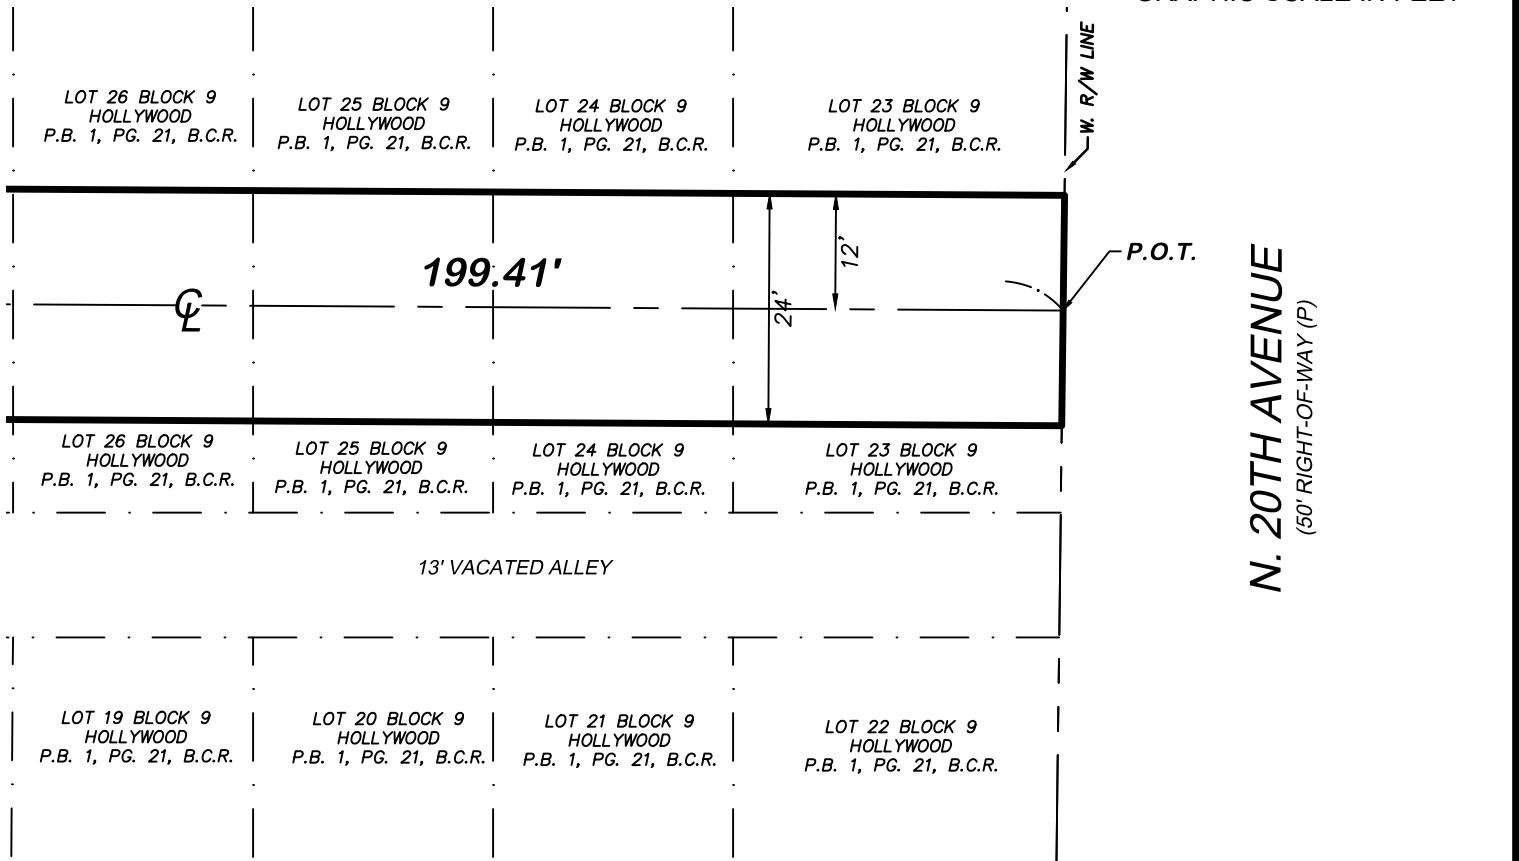 W. R/W LINE
LOT 26 BLOCK 9
HOLLYWOOD
P.B. 1, PG. 21, B.C.R.
LOT 25 BLOCK 9
HOLLYWOOD
P.B. 1, PG. 21, B.C.R.
LOT 24 BLOCK 9
HOLLYWOOD
P.B. 1, PG. 21, B.C.R.
LOT 23 BLOCK 9
HOLLYWOOD
P.B. 1, PG. 21, B.C.R.
199.41'
12'
24'
CL
P.O.T.
N. 20TH AVENUE
(50' RIGHT-OF-WAY (P)
LOT 26 BLOCK 9
HOLLYWOOD
P.B. 1, PG. 21, B.C.R.
LOT 25 BLOCK 9
HOLLYWOOD
P.B. 1, PG. 21, B.C.R.
LOT 24 BLOCK 9
HOLLYWOOD
P.B. 1, PG. 21, B.C.R.
LOT 23 BLOCK 9
HOLLYWOOD
P.B. 1, PG. 21, B.C.R.
13' VACATED ALLEY
LOT 19 BLOCK 9
HOLLYWOOD
P.B. 1, PG. 21, B.C.R.
LOT 20 BLOCK 9
HOLLYWOOD
P.B. 1, PG. 21, B.C.R.
LOT 21 BLOCK 9
HOLLYWOOD
P.B. 1, PG. 21, B.C.R.
LOT 22 BLOCK 9
HOLLYWOOD
P.B. 1, PG. 21, B.C.R.